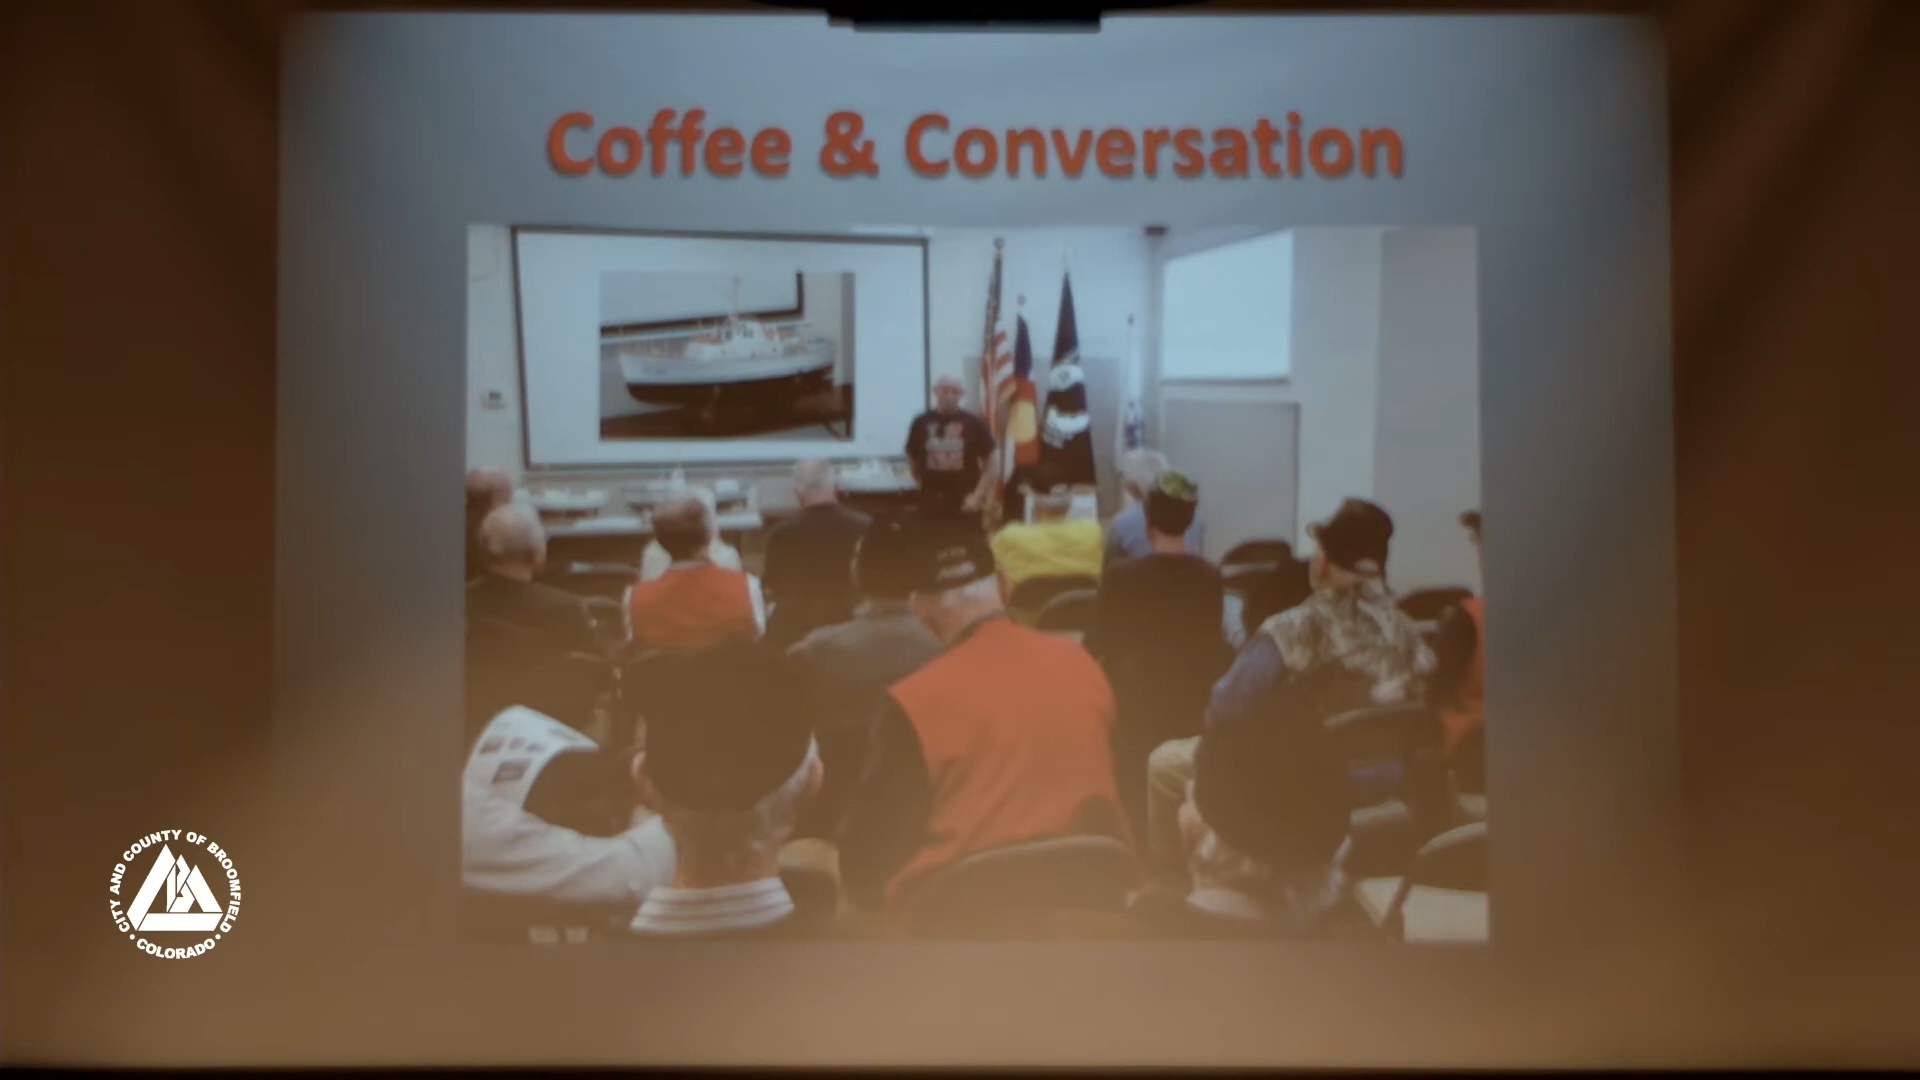 Coffee & Conversation
CITY AND COUNTY OF BROOMFIELD
• COLORADO •